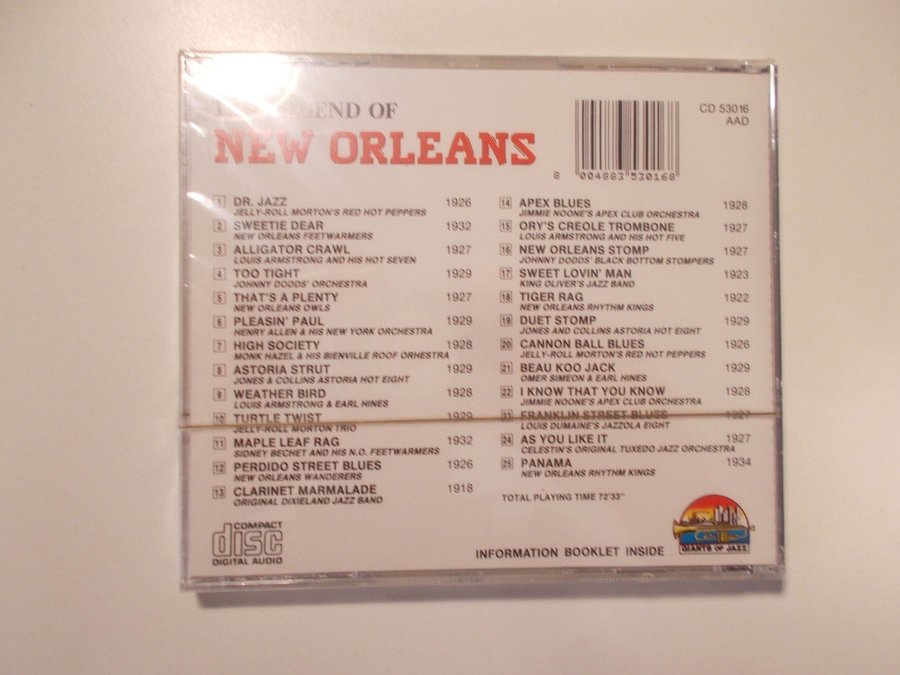 LEGEND OF
NEW ORLEANS
CD 53016
AAD
8 004883 530168
1 DR. JAZZ 1926
JELLY-ROLL MORTON'S RED HOT PEPPERS
2 SWEETIE DEAR 1932
NEW ORLEANS FEETWARMERS
3 ALLIGATOR CRAWL 1927
LOUIS ARMSTRONG AND HIS HOT SEVEN
4 TOO TIGHT 1929
JOHNNY DODDS' ORCHESTRA
5 THAT'S A PLENTY 1927
NEW ORLEANS OWLS
6 PLEASIN' PAUL 1929
HENRY ALLEN & HIS NEW YORK ORCHESTRA
7 HIGH SOCIETY 1928
MONK HAZEL & HIS BIENVILLE ROOF ORHESTRA
8 ASTORIA STRUT 1929
JONES & COLLINS ASTORIA HOT EIGHT
9 WEATHER BIRD 1928
LOUIS ARMSTRONG & EARL HINES
10 TURTLE TWIST 1929
JELLY-ROLL MORTON TRIO
11 MAPLE LEAF RAG 1932
SIDNEY BECHET AND HIS N.O. FEETWARMERS
12 PERDIDO STREET BLUES 1926
NEW ORLEANS WANDERERS
13 CLARINET MARMALADE 1918
ORIGINAL DIXIELAND JAZZ BAND
14 APEX BLUES 1928
JIMMIE NOONE'S APEX CLUB ORCHESTRA
15 ORY'S CREOLE TROMBONE 1927
LOUIS ARMSTRONG AND HIS HOT FIVE
16 NEW ORLEANS STOMP 1927
JOHNNY DODDS' BLACK BOTTOM STOMPERS
17 SWEET LOVIN' MAN 1923
KING OLIVER'S JAZZ BAND
18 TIGER RAG 1922
NEW ORLEANS RHYTHM KINGS
19 DUET STOMP 1929
JONES AND COLLINS ASTORIA HOT EIGHT
20 CANNON BALL BLUES 1926
JELLY-ROLL MORTON'S RED HOT PEPPERS
21 BEAU KOO JACK 1929
OMER SIMEON & EARL HINES
22 I KNOW THAT YOU KNOW 1928
JIMMIE NOONE'S APEX CLUB ORCHESTRA
23 FRANKLIN STREET BLUES 1927
LOUIS DUMAINE'S JAZZOLA EIGHT
24 AS YOU LIKE IT 1927
CELESTIN'S ORIGINAL TUXEDO JAZZ ORCHESTRA
25 PANAMA 1934
NEW ORLEANS RHYTHM KINGS
TOTAL PLAYING TIME 72'33''
COMPACT
disc
DIGITAL AUDIO
INFORMATION BOOKLET INSIDE
GIANTS OF JAZZ